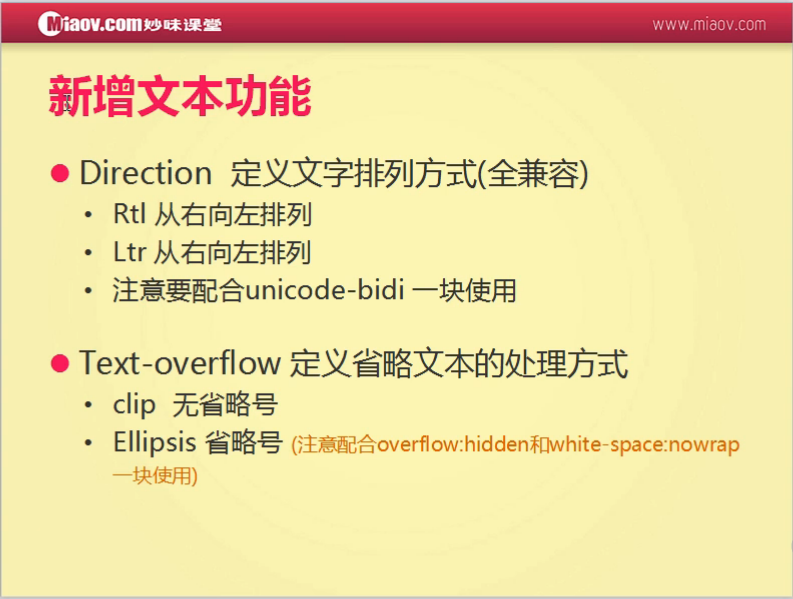 Miaov.com妙味课堂
www.miaov.com
新增文本功能
Direction 定义文字排列方式(全兼容)
Rtl 从右向左排列
Ltr 从右向左排列
注意要配合unicode-bidi 一块使用
Text-overflow 定义省略文本的处理方式
clip 无省略号
Ellipsis 省略号 (注意配合overflow:hidden和white-space:nowrap
一块使用)